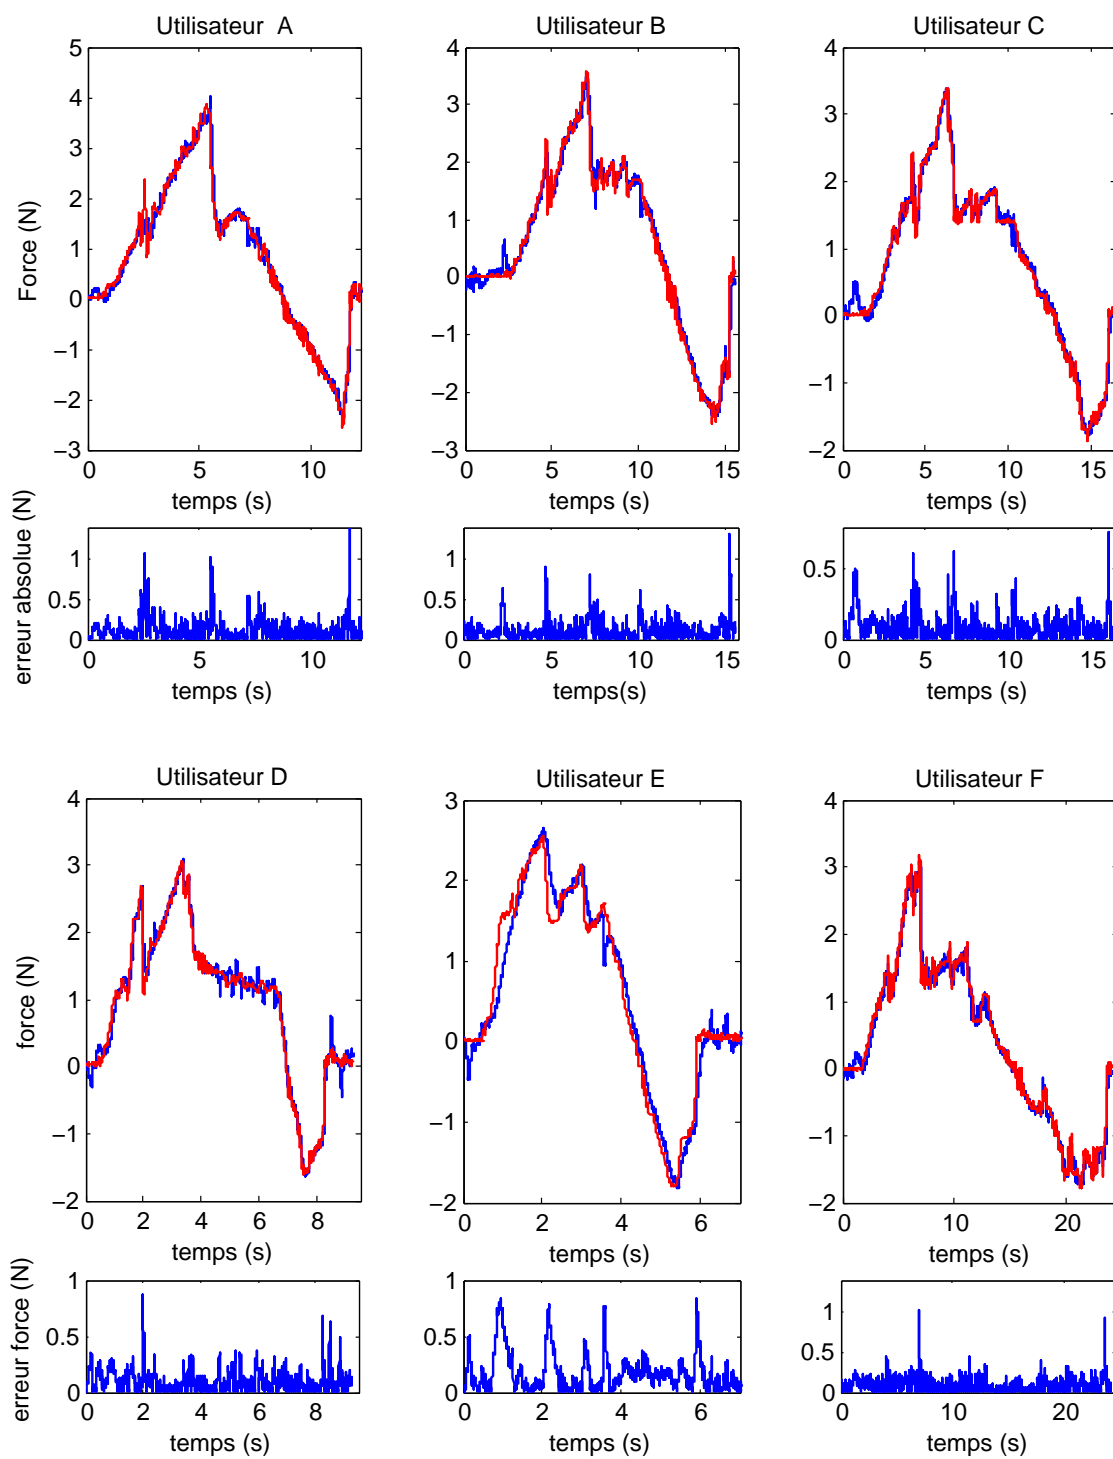 Utilisateur A
Utilisateur B
Utilisateur C
5
4
3
2
1
0
−1
−2
−3
Force (N)
0 5 10
temps (s)
4
3
2
1
0
−1
−2
−3
0 5 10 15
temps (s)
4
3
2
1
0
−1
−2
0 5 10 15
temps (s)
erreur absolue (N)
1
0.5
0
0 5 10
temps (s)
1
0.5
0
0 5 10 15
temps(s)
0.5
0
0 5 10 15
temps (s)
Utilisateur D
Utilisateur E
Utilisateur F
4
3
2
1
0
−1
−2
force (N)
0 2 4 6 8
temps (s)
3
2
1
0
−1
−2
0 2 4 6
temps (s)
4
3
2
1
0
−1
−2
0 10 20
temps (s)
erreur force (N)
1
0.5
0
0 2 4 6 8
temps (s)
1
0.5
0
0 2 4 6
temps (s)
1
0.5
0
0 10 20
temps (s)